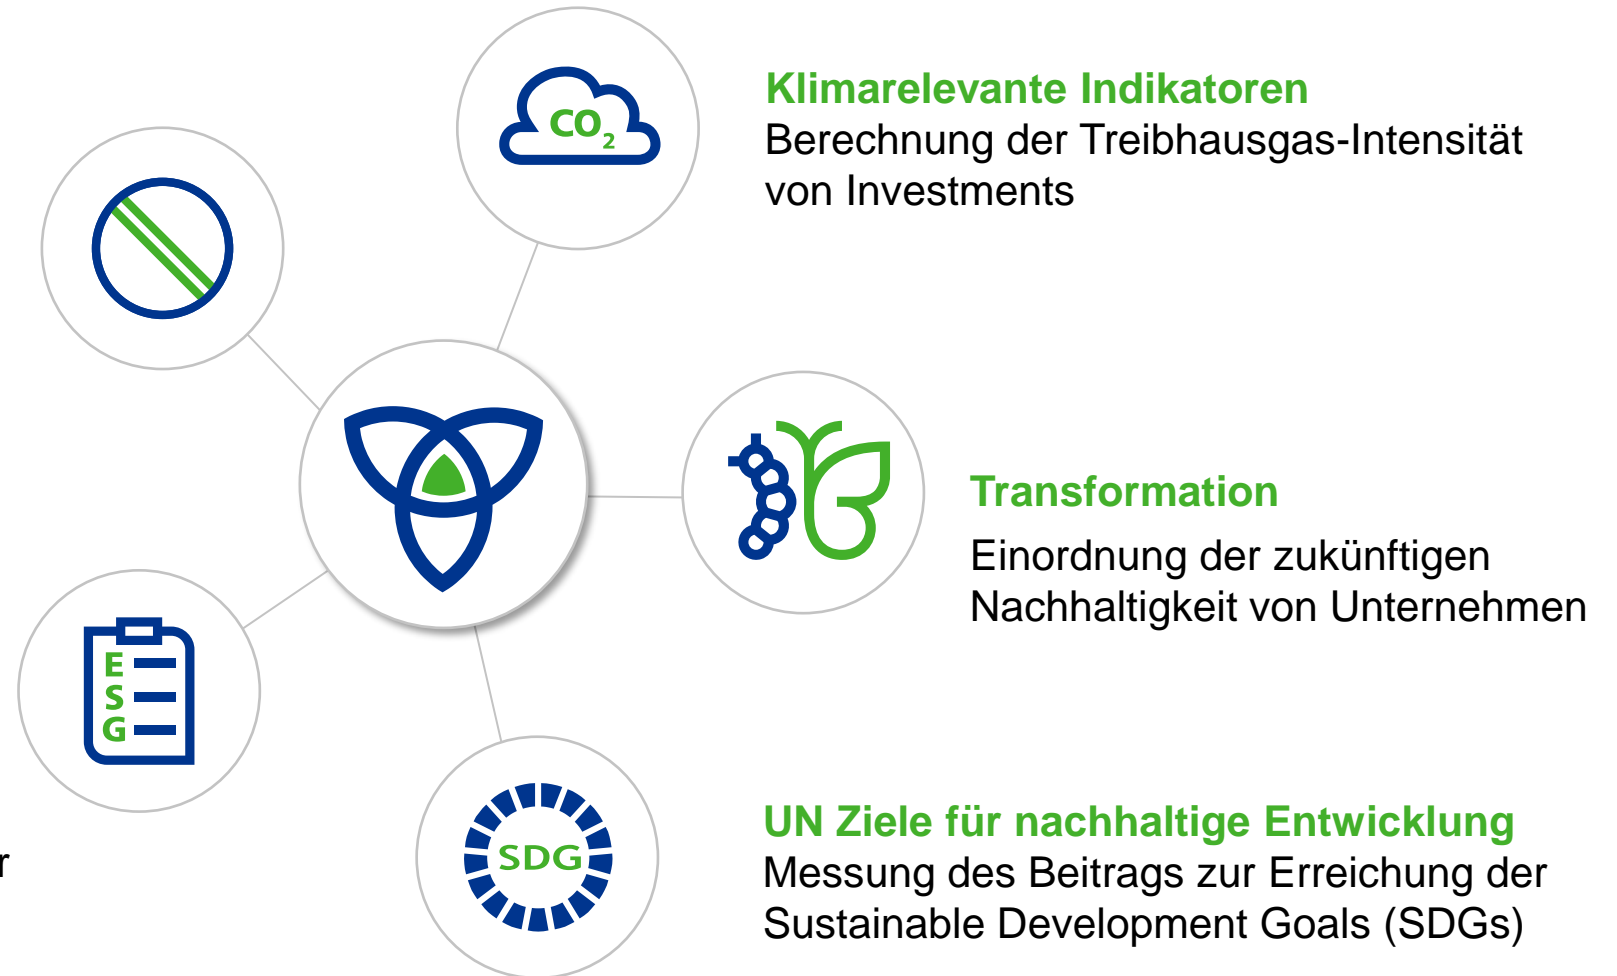 CO₂
Klimarelevante Indikatoren
Berechnung der Treibhausgas-Intensität
von Investments
Transformation
Einordnung der zukünftigen
Nachhaltigkeit von Unternehmen
E
S
G
SDG
UN Ziele für nachhaltige Entwicklung
Messung des Beitrags zur Erreichung der
Sustainable Development Goals (SDGs)
r